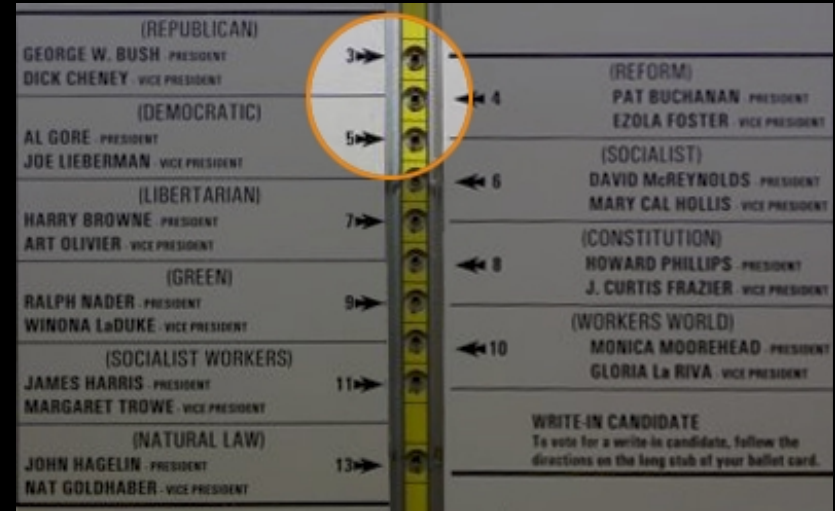 (REPUBLICAN)
GEORGE W. BUSH - PRESIDENT
DICK CHENEY - VICE PRESIDENT
3
(DEMOCRATIC)
AL GORE - PRESIDENT
JOE LIEBERMAN - VICE PRESIDENT
5
(LIBERTARIAN)
HARRY BROWNE - PRESIDENT
ART OLIVIER - VICE PRESIDENT
7
(GREEN)
RALPH NADER - PRESIDENT
WINONA LaDUKE - VICE PRESIDENT
9
(SOCIALIST WORKERS)
JAMES HARRIS - PRESIDENT
MARGARET TROWE - VICE PRESIDENT
11
(NATURAL LAW)
JOHN HAGELIN - PRESIDENT
NAT GOLDHABER - VICE PRESIDENT
13
(REFORM)
4 PAT BUCHANAN - PRESIDENT
EZOLA FOSTER - VICE PRESIDENT
(SOCIALIST)
6 DAVID McREYNOLDS - PRESIDENT
MARY CAL HOLLIS - VICE PRESIDENT
(CONSTITUTION)
8 HOWARD PHILLIPS - PRESIDENT
J. CURTIS FRAZIER - VICE PRESIDENT
(WORKERS WORLD)
10 MONICA MOOREHEAD - PRESIDENT
GLORIA La RIVA - VICE PRESIDENT
WRITE-IN CANDIDATE
To vote for a write-in candidate, follow the
directions on the long stub of your ballot card.